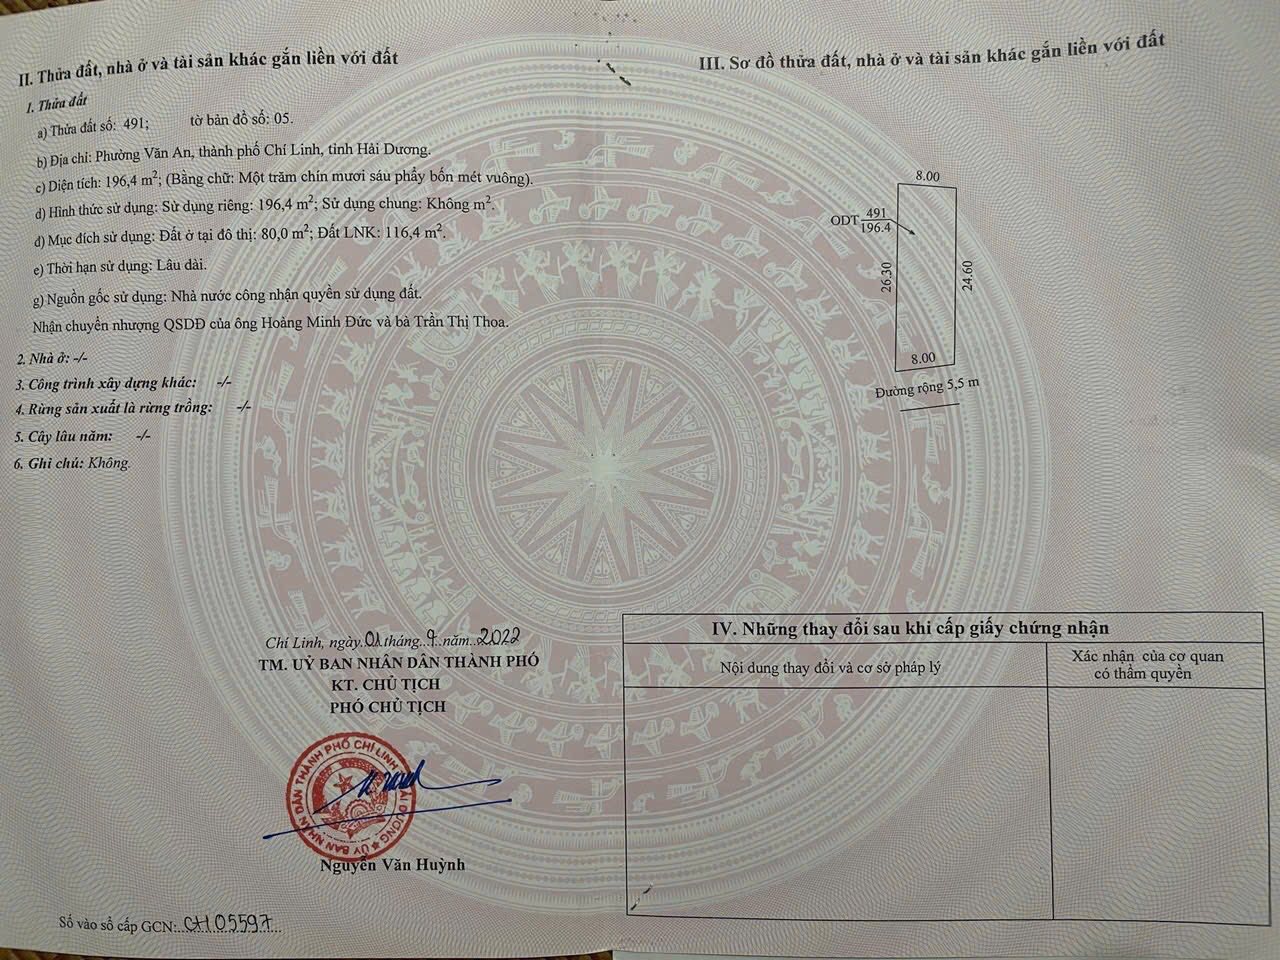 II. Thửa đất, nhà ở và tài sản khác gắn liền với đất
1. Thửa đất
a) Thửa đất số: 491; tờ bản đồ số: 05.
b) Địa chỉ: Phường Văn An, thành phố Chí Linh, tỉnh Hải Dương.
c) Diện tích: 196,4 m²; (Bằng chữ: Một trăm chín mươi sáu phẩy bốn mét vuông).
d) Hình thức sử dụng: Sử dụng riêng: 196,4 m²; Sử dụng chung: Không m².
đ) Mục đích sử dụng: Đất ở tại đô thị: 80,0 m²; Đất LNK: 116,4 m².
e) Thời hạn sử dụng: Lâu dài.
g) Nguồn gốc sử dụng: Nhà nước công nhận quyền sử dụng đất.
Nhận chuyển nhượng QSDĐ của ông Hoàng Minh Đức và bà Trần Thị Thoa.
2. Nhà ở: -/-
3. Công trình xây dựng khác: -/-
4. Rừng sản xuất là rừng trồng: -/-
5. Cây lâu năm: -/-
6. Ghi chú: Không.
Chí Linh, ngày 01 tháng 9 năm 2022
TM. UỶ BAN NHÂN DÂN THÀNH PHÓ
KT. CHỦ TỊCH
PHÓ CHỦ TỊCH
ỦY BAN NHÂN DÂN THÀNH PHỐ CHÍ LINH HẢI DƯƠNG
Nguyễn Văn Huỳnh
Số vào sổ cấp GCN: CH 05597
III. Sơ đồ thửa đất, nhà ở và tài sản khác gắn liền với đất
8.00
ODT 491
196.4
26.30
24.60
8.00
Đường rộng 5,5 m
IV. Những thay đổi sau khi cấp giấy chứng nhận
Nội dung thay đổi và cơ sở pháp lý
Xác nhận của cơ quan
có thẩm quyền